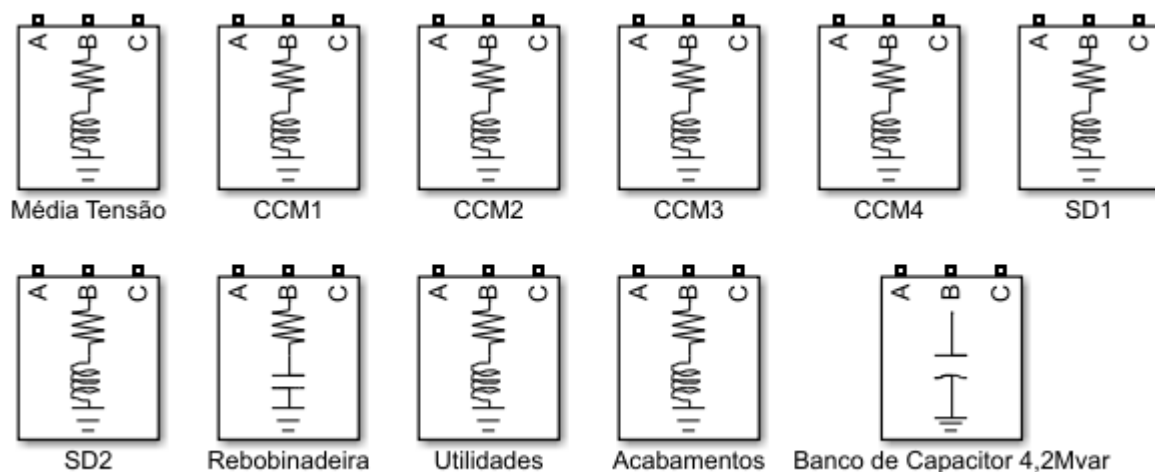 A B C A B C A B C A B C A B C A B C
Média Tensão CCM1 CCM2 CCM3 CCM4 SD1
A B C A B C A B C A B C A B C
SD2 Rebobinadeira Utilidades Acabamentos Banco de Capacitor 4,2Mvar